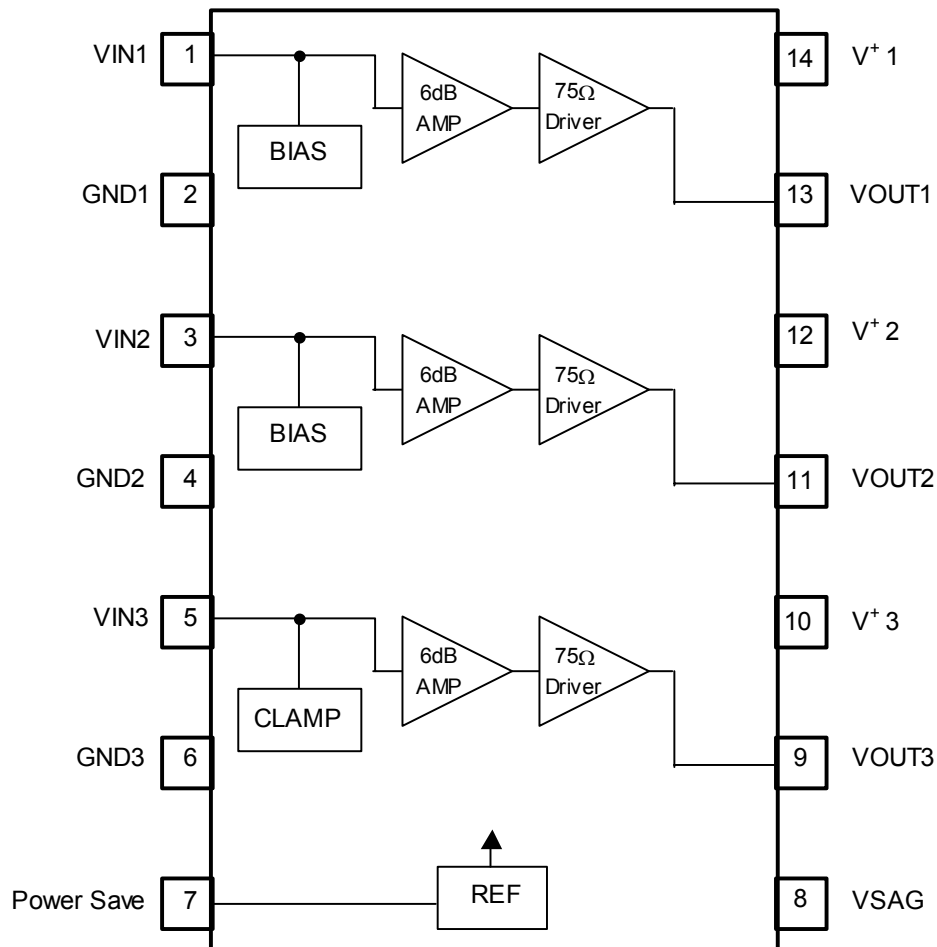 VIN1 1
14 V+ 1
6dB
AMP
75Ω
Driver
BIAS
GND1 2
13 VOUT1
VIN2 3
12 V+ 2
6dB
AMP
75Ω
Driver
BIAS
GND2 4
11 VOUT2
VIN3 5
10 V+ 3
6dB
AMP
75Ω
Driver
CLAMP
GND3 6
9 VOUT3
Power Save 7
REF
8 VSAG